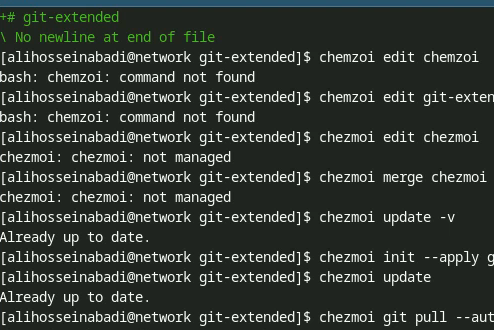 +# git-extended
\ No newline at end of file
[alihosseinabadi@network git-extended]$ chemzoi edit chemzoi
bash: chemzoi: command not found
[alihosseinabadi@network git-extended]$ chemzoi edit git-exten
bash: chemzoi: command not found
[alihosseinabadi@network git-extended]$ chezmoi edit chezmoi
chezmoi: chezmoi: not managed
[alihosseinabadi@network git-extended]$ chezmoi merge chezmoi
chezmoi: chezmoi: not managed
[alihosseinabadi@network git-extended]$ chezmoi update -v
Already up to date.
[alihosseinabadi@network git-extended]$ chezmoi init --apply g
[alihosseinabadi@network git-extended]$ chezmoi update
Already up to date.
[alihosseinabadi@network git-extended]$ chezmoi git pull --aut